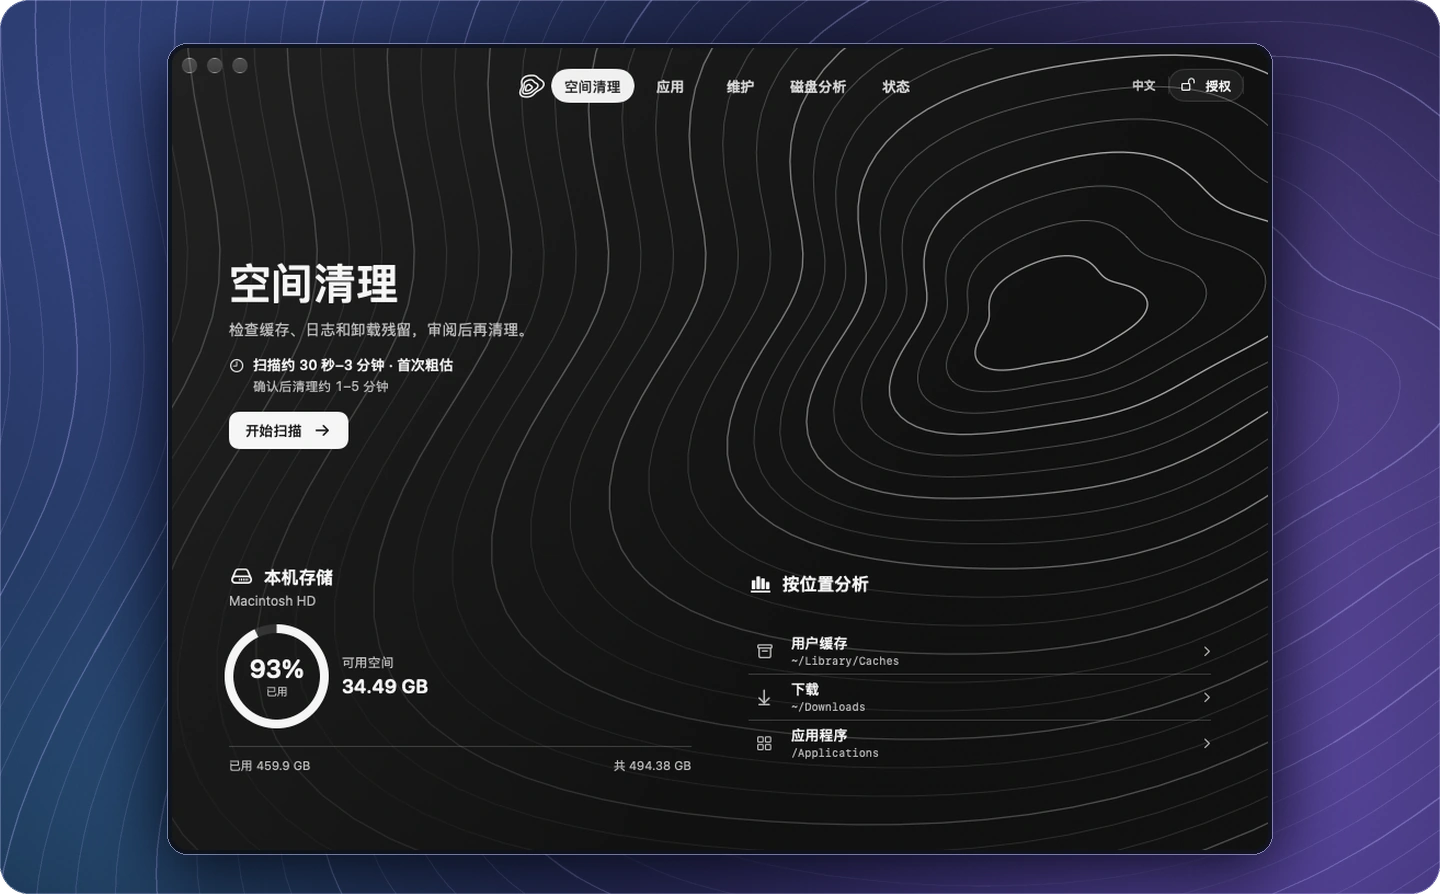 空间清理
应用
维护
磁盘分析
状态
中文
授权
空间清理
检查缓存、日志和卸载残留，审阅后再清理。
扫描约 30 秒–3 分钟 · 首次粗估
确认后清理约 1–5 分钟
开始扫描
本机存储
Macintosh HD
93%
已用
可用空间
34.49 GB
已用 459.9 GB
共 494.38 GB
按位置分析
用户缓存
~/Library/Caches
下载
~/Downloads
应用程序
/Applications